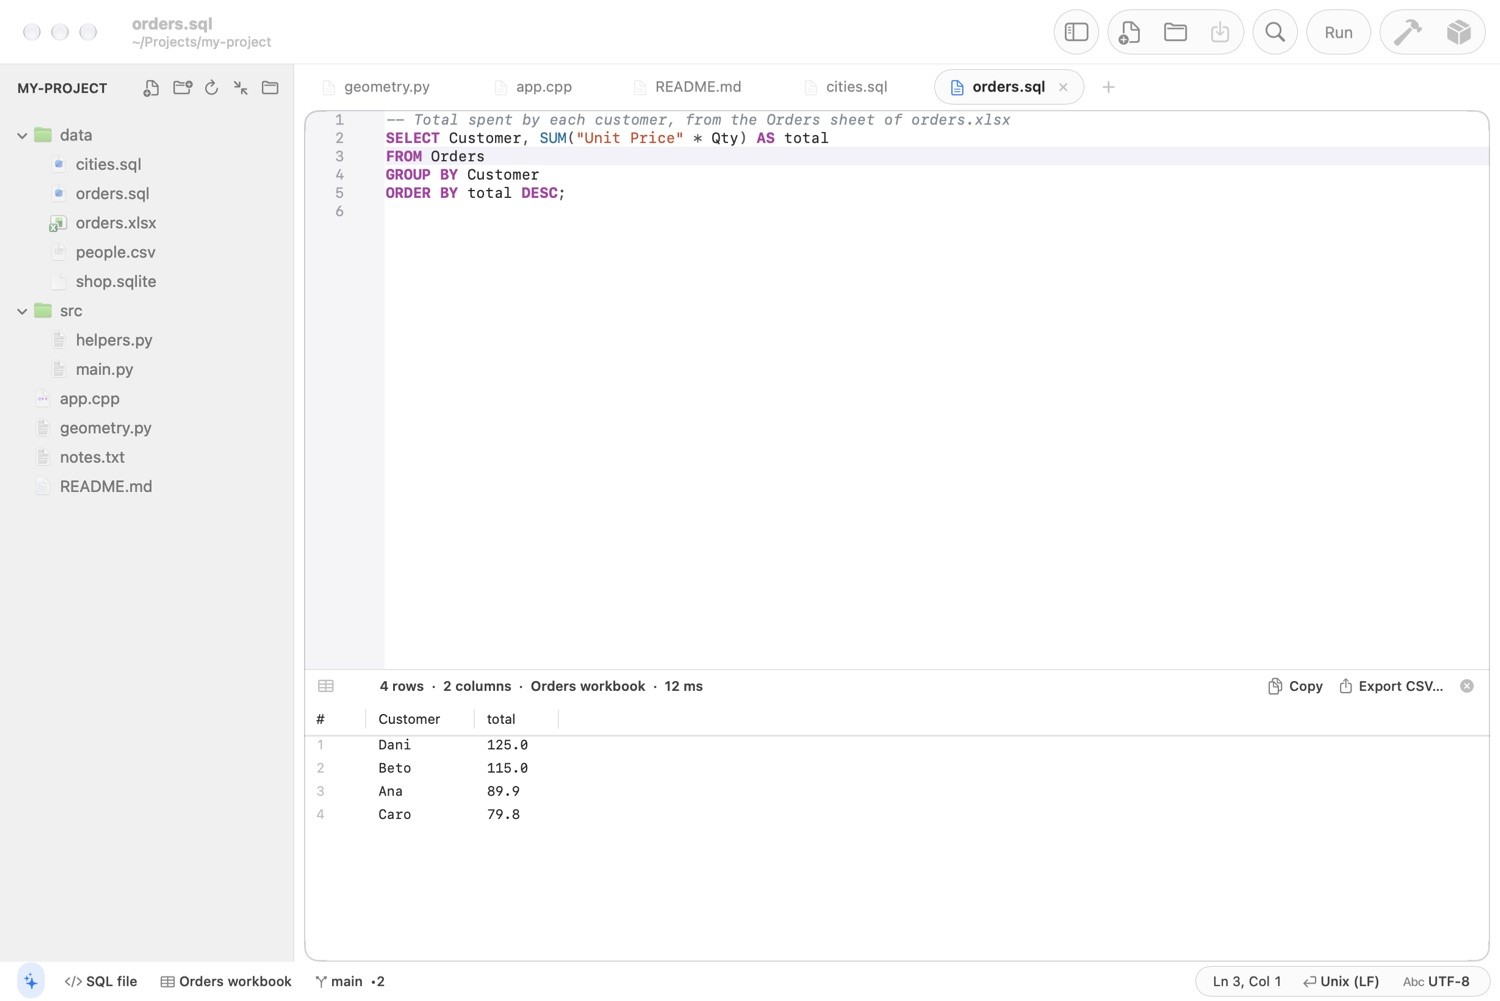 orders.sql
~/Projects/my-project
Run
MY-PROJECT
data
cities.sql
orders.sql
orders.xlsx
people.csv
shop.sqlite
src
helpers.py
main.py
app.cpp
geometry.py
notes.txt
README.md
geometry.py app.cpp README.md cities.sql orders.sql
1 -- Total spent by each customer, from the Orders sheet of orders.xlsx
2 SELECT Customer, SUM("Unit Price" * Qty) AS total
3 FROM Orders
4 GROUP BY Customer
5 ORDER BY total DESC;
6
4 rows · 2 columns · Orders workbook · 12 ms Copy Export CSV...
# Customer total
1 Dani 125.0
2 Beto 115.0
3 Ana 89.9
4 Caro 79.8
</> SQL file Orders workbook main •2 Ln 3, Col 1 Unix (LF) Abc UTF-8